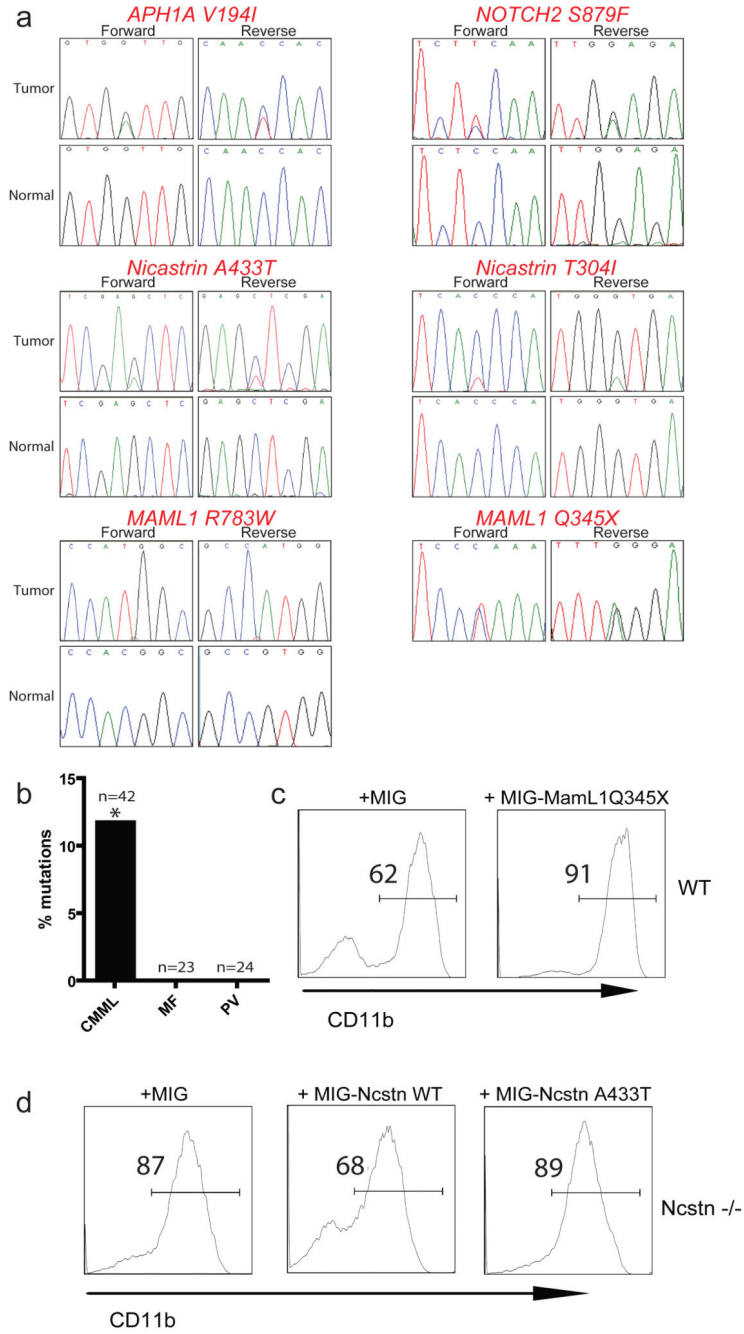 a
APH1A V194I
NOTCH2 S879F
Forward Reverse
Forward Reverse
G T G G T T G
C A A C C A C
T C T T C A A
T T G G A G A
Tumor
G T G G T T G
C A A C C A C
T C T C C A A
T T G G A G A
Normal
Nicastrin A433T
Nicastrin T304I
Forward Reverse
Forward Reverse
T C G A G C T C
G A G C T C G A
T C A C C C A
T G G G T G A
Tumor
T C G A G C T C
G A G C T C G A
T C A C C C A
T G G G T G A
Normal
MAML1 R783W
MAML1 Q345X
Forward Reverse
Forward Reverse
C C A T G G C
G C C A T G G
T C C C A A A
T T T G G G A
Tumor
C C A C G G C
G C C G T G G
Normal
b
15
10
5
0
% mutations
n=42
*
n=23
n=24
CMML
MF
PV
c
+MIG
+ MIG-MamL1Q345X
62
91
WT
CD11b
d
+MIG
+ MIG-Ncstn WT
+ MIG-Ncstn A433T
87
68
89
Ncstn -/-
CD11b